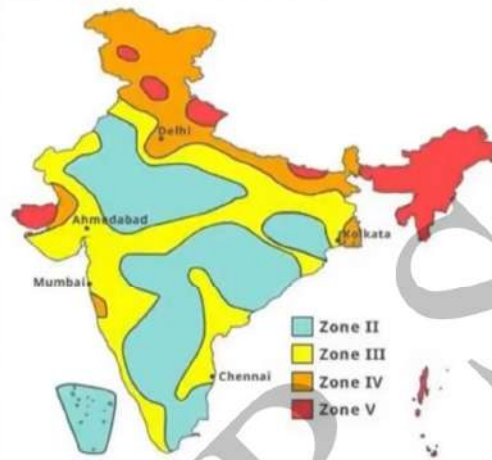 Delhi
Ahmedabad
Kolkata
Mumbai
Zone II
Zone III
Chennai
Zone IV
Zone V